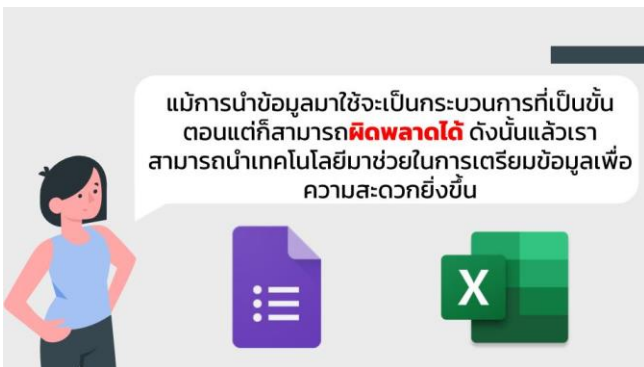 แม้การนำข้อมูลมาใช้จะเป็นกระบวนการที่เป็นขั้น
ตอนแต่ก็สามารถผิดพลาดได้ ดังนั้นแล้วเรา
สามารถนำเทคโนโลยีมาช่วยในการเตรียมข้อมูลเพื่อ
ความสะดวกยิ่งขึ้น
X